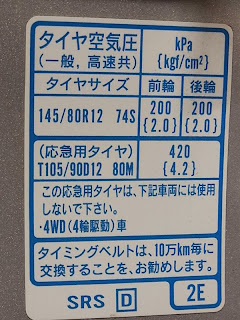 タイヤ空気圧 kPa
(一般, 高速共) {kgf/cm²}
タイヤサイズ 前輪 後輪
145/80R12 74S 200 200
{2.0} {2.0}
(応急用タイヤ) 420
T105/90D12 80M {4.2}
この応急用タイヤは、下記車両には使用
しないで下さい。
・4WD(4輪駆動)車
タイミングベルトは、10万km毎に
交換することを、お勧めします。
SRS D 2E